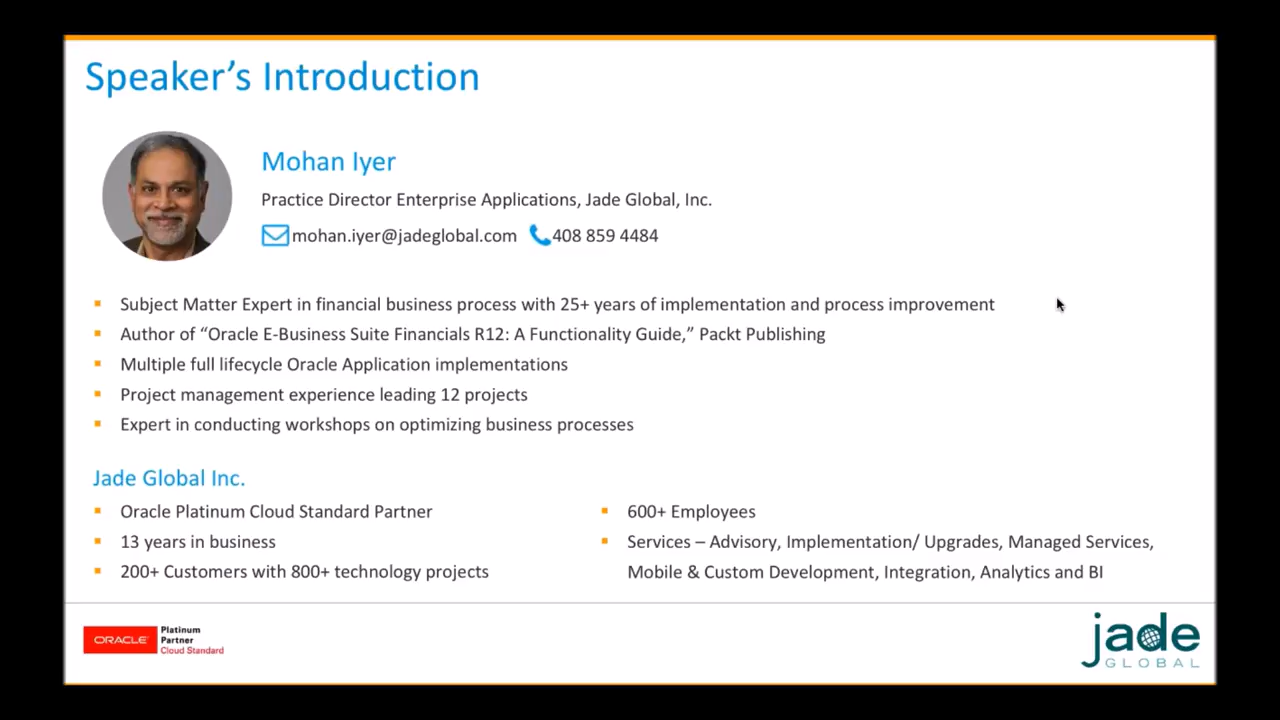 Speaker’s Introduction
Mohan Iyer
Practice Director Enterprise Applications, Jade Global, Inc.
mohan.iyer@jadeglobal.com 408 859 4484
Subject Matter Expert in financial business process with 25+ years of implementation and process improvement
Author of “Oracle E-Business Suite Financials R12: A Functionality Guide,” Packt Publishing
Multiple full lifecycle Oracle Application implementations
Project management experience leading 12 projects
Expert in conducting workshops on optimizing business processes
Jade Global Inc.
Oracle Platinum Cloud Standard Partner
13 years in business
200+ Customers with 800+ technology projects
600+ Employees
Services – Advisory, Implementation/ Upgrades, Managed Services,
Mobile & Custom Development, Integration, Analytics and BI
ORACLE
Platinum
Partner
Cloud Standard
jade
GLOBAL